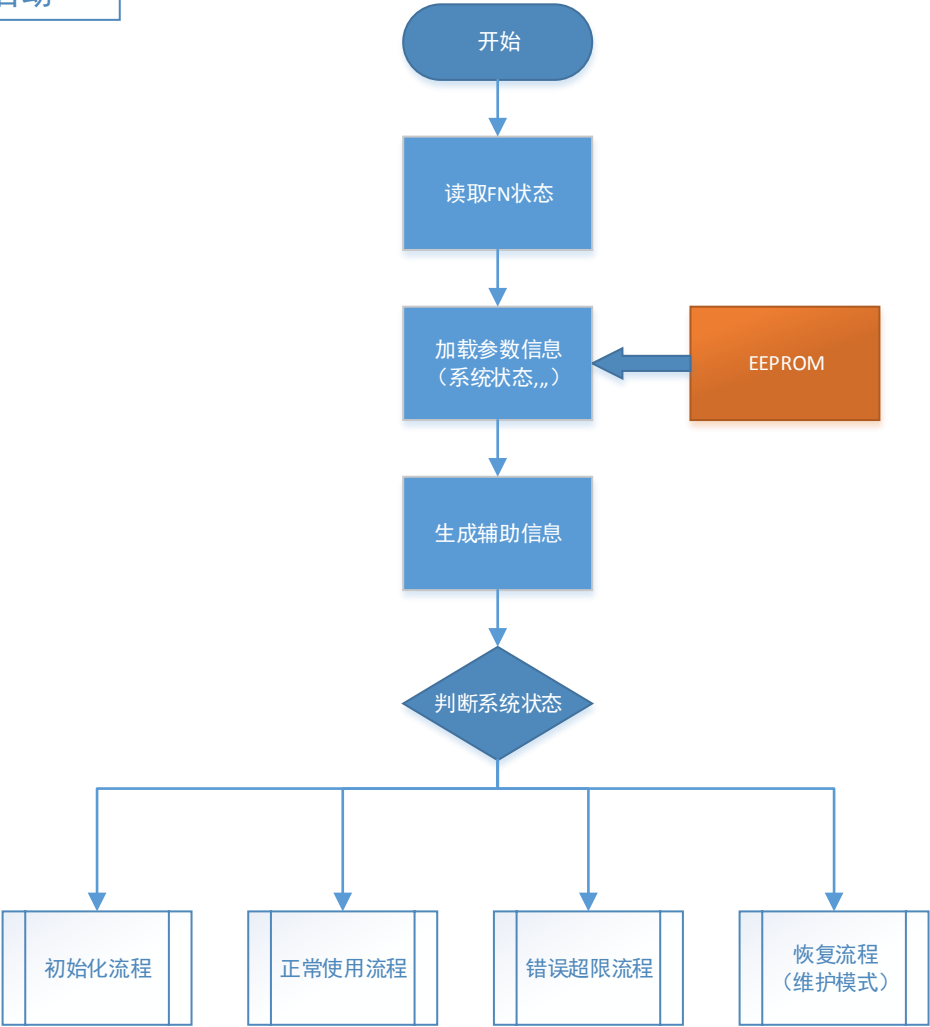 开始
读取FN状态
加载参数信息
（系统状态,,,）
EEPROM
生成辅助信息
判断系统状态
初始化流程
正常使用流程
错误超限流程
恢复流程
（维护模式）